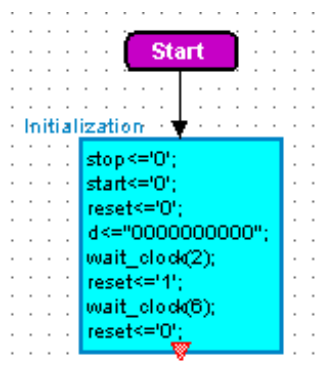 Start
Initialization
stop<='0';
start<='0';
reset<='0';
d<="0000000000";
wait_clock(2);
reset<='1';
wait_clock(6);
reset<='0';